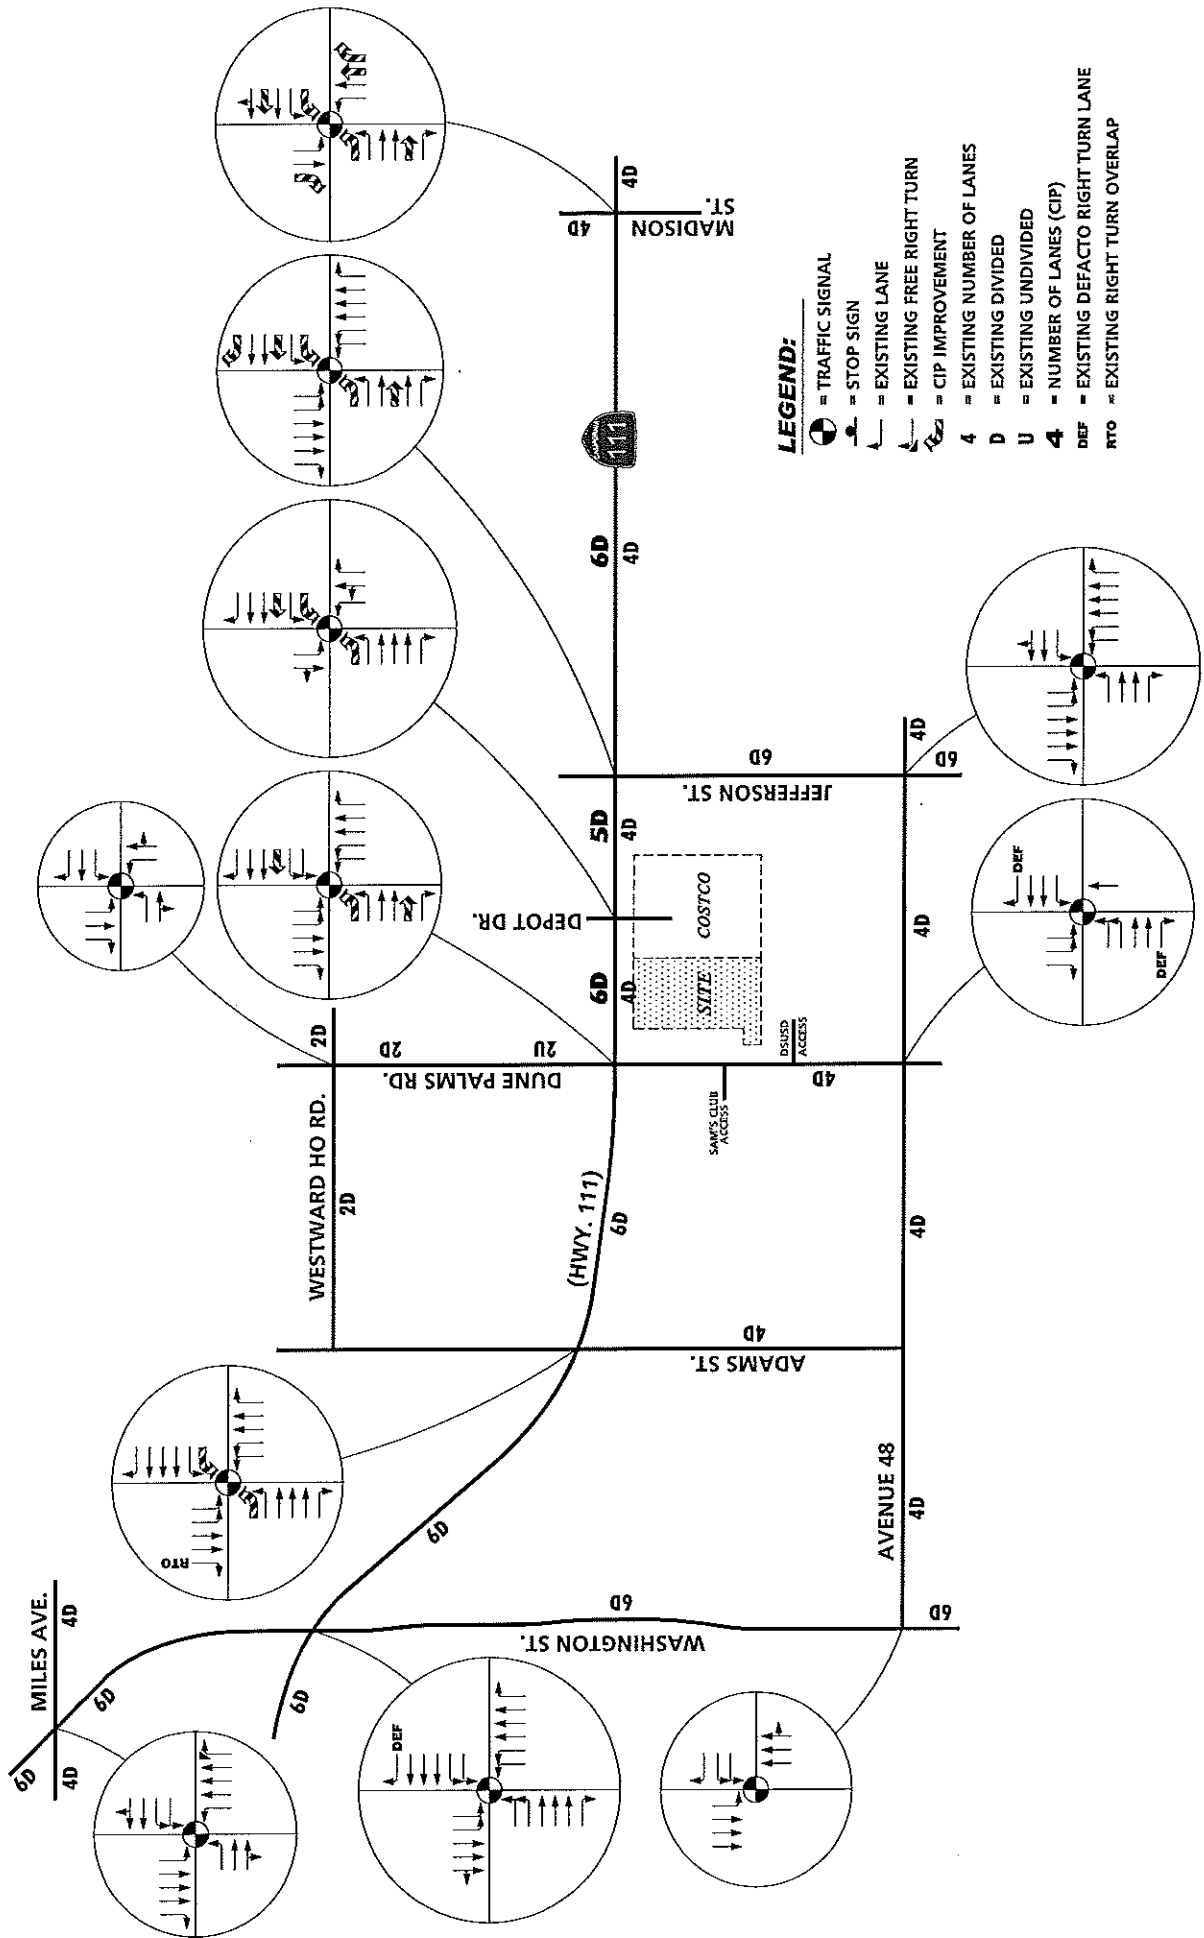 MILES AVE.
6D
4D
4D
6D
6D
WASHINGTON ST.
6D
6D
DEF
RTO
6D
WESTWARD HO RD.
2D
2D
ADAMS ST.
4D
AVENUE 48
4D
(HWY. 111)
6D
4D
DUNE PALMS RD.
2D
2U
4D
SAM'S CLUB
ACCESS
DSUSD
ACCESS
6D
4D
SITE
COSTCO
DEPOT DR.
5D
4D
4D
JEFFERSON ST.
6D
6D
4D
DEF
DEF
6D
4D
111
MADISON
ST.
4D
4D
LEGEND:
= TRAFFIC SIGNAL
= STOP SIGN
= EXISTING LANE
= EXISTING FREE RIGHT TURN
= CIP IMPROVEMENT
4 = EXISTING NUMBER OF LANES
D = EXISTING DIVIDED
U = EXISTING UNDIVIDED
4 = NUMBER OF LANES (CIP)
DEF = EXISTING DEFACTO RIGHT TURN LANE
RTO = EXISTING RIGHT TURN OVERLAP